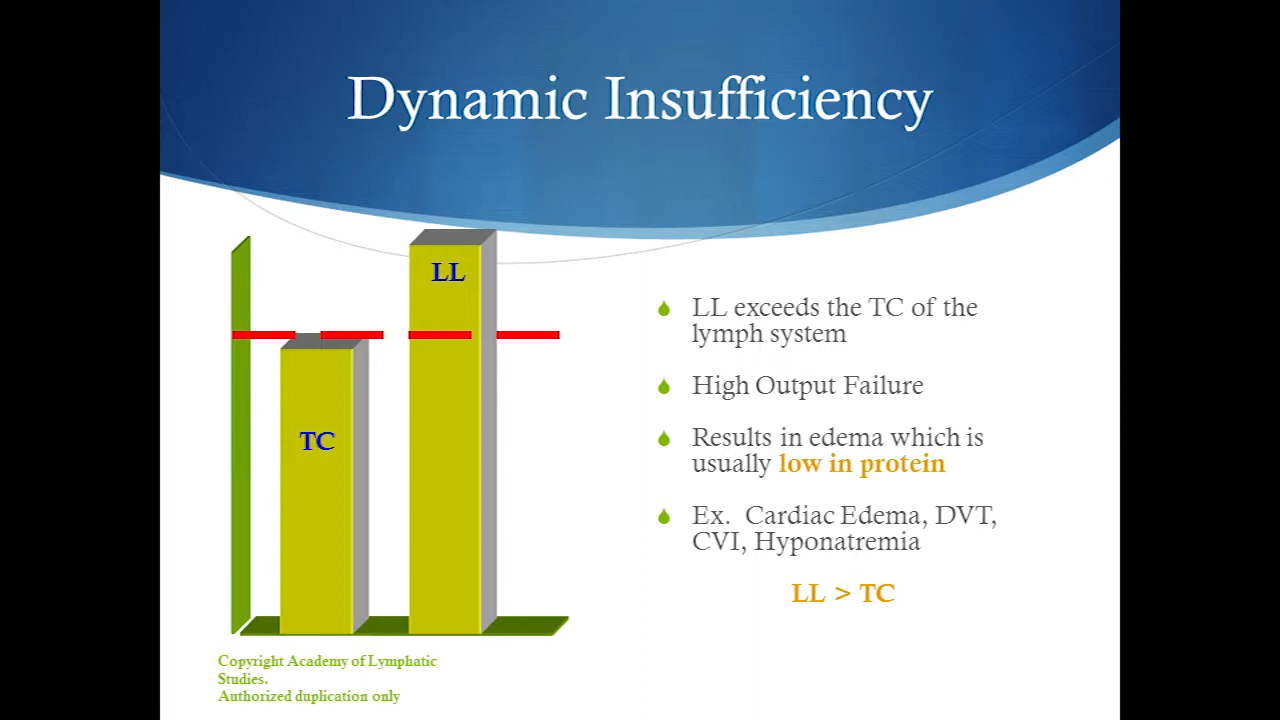 Dynamic Insufficiency
LL
TC
LL exceeds the TC of the
lymph system
High Output Failure
Results in edema which is
usually low in protein
Ex. Cardiac Edema, DVT,
CVI, Hyponatremia
LL > TC
Copyright Academy of Lymphatic
Studies.
Authorized duplication only